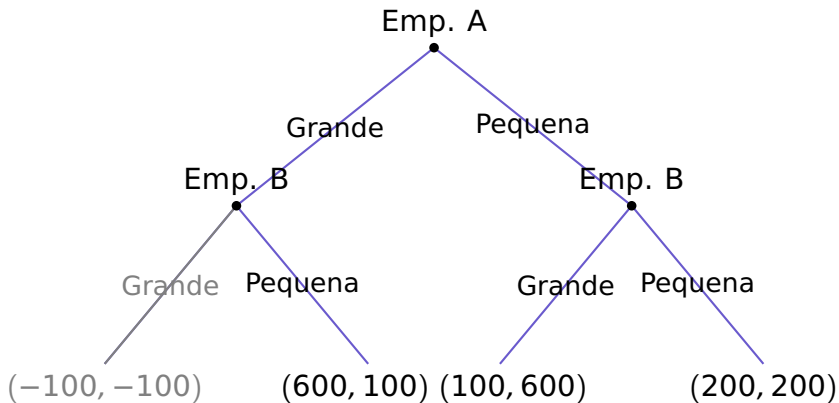 Emp. A
Grande
Pequena
Emp. B
Emp. B
Grande
Pequena
Grande
Pequena
(−100, −100)
(600, 100)
(100, 600)
(200, 200)